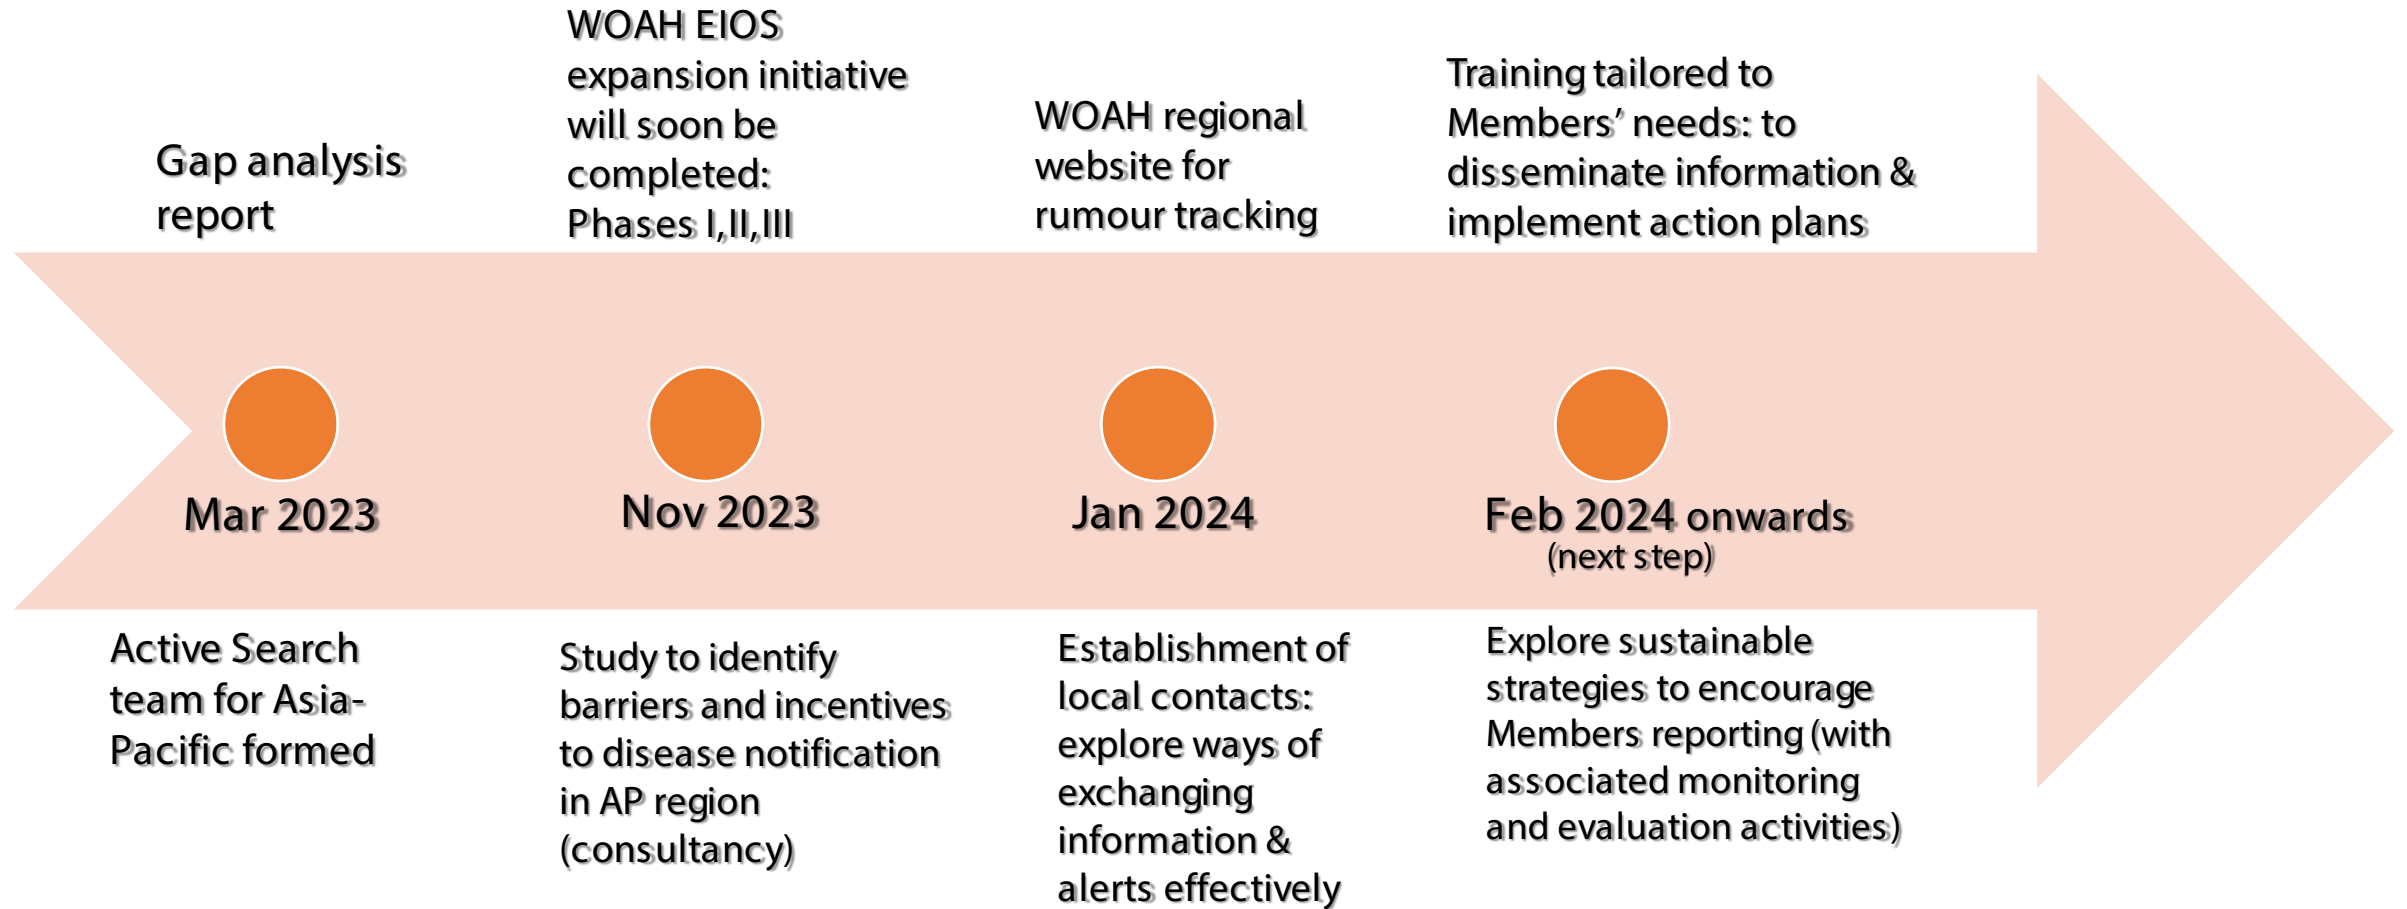 Gap analysis
report
WOAH EIOS
expansion initiative
will soon be
completed:
Phases I,II,III
WOAH regional
website for
rumour tracking
Training tailored to
Members’ needs: to
disseminate information &
implement action plans
Mar 2023
Nov 2023
Jan 2024
Feb 2024 onwards
(next step)
Active Search
team for Asia-
Pacific formed
Study to identify
barriers and incentives
to disease notification
in AP region
(consultancy)
Establishment of
local contacts:
explore ways of
exchanging
information &
alerts effectively
Explore sustainable
strategies to encourage
Members reporting (with
associated monitoring
and evaluation activities)